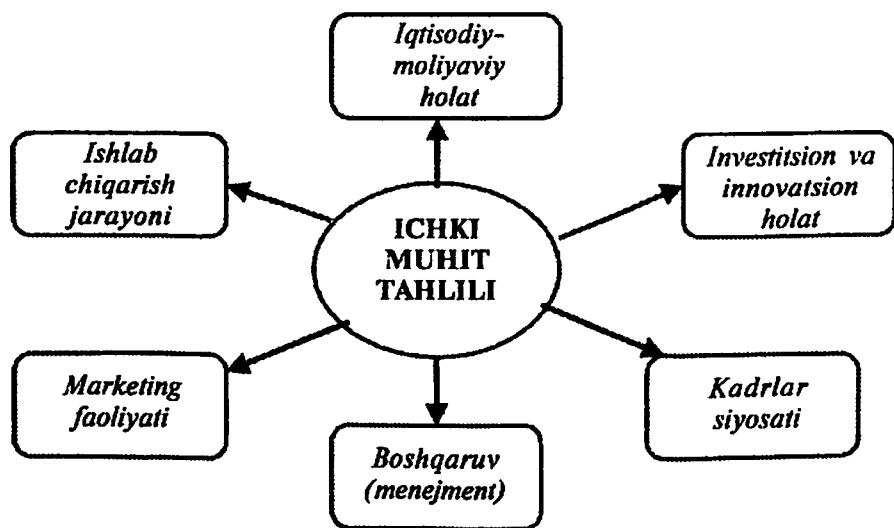 Iqtisodiy-
moliyaviy
holat
Ishlab
chiqarish
jarayoni
Investitsion va
innovatsion
holat
ICHKI
MUHIT
TAHLILI
Marketing
faoliyati
Kadrlar
siyosati
Boshqaruv
(menejment)